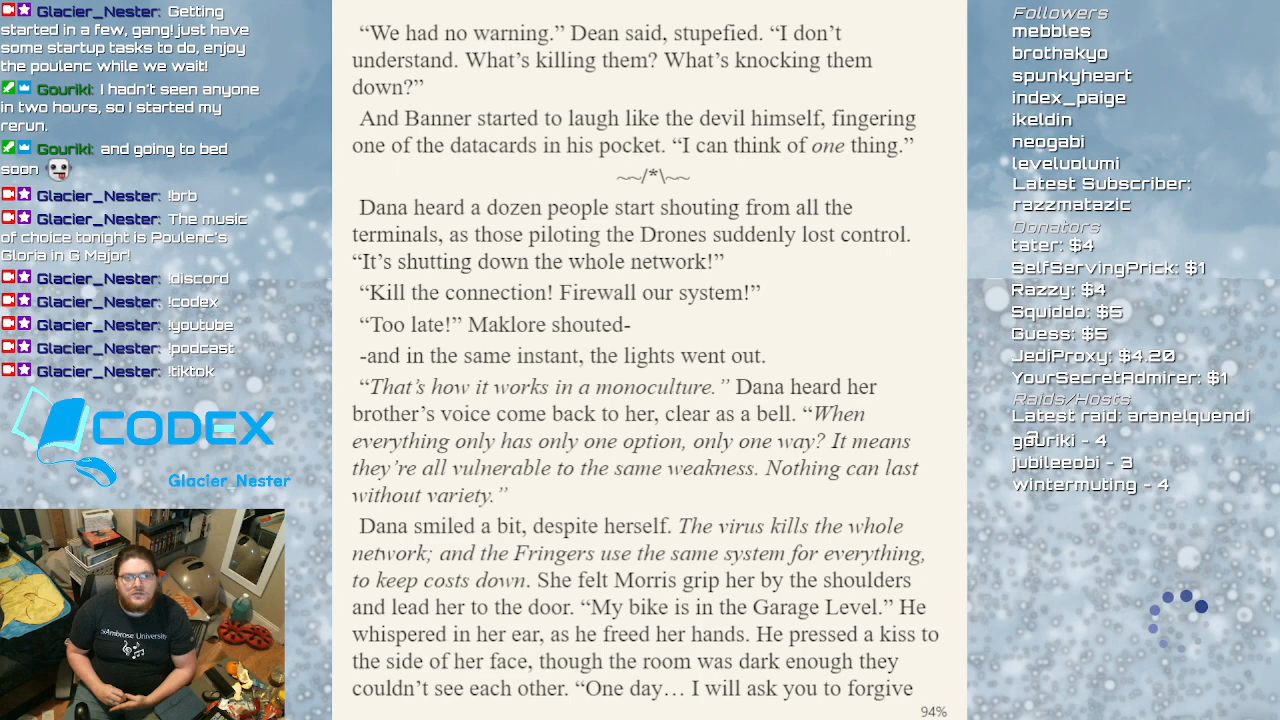 Glacier_Nester: Getting
started in a few, gang! just have
some startup tasks to do, enjoy
the poulenc while we wait!
Gouriki: I hadn't seen anyone
in two hours, so I started my
rerun.
Gouriki: and going to bed
soon
Glacier_Nester: !brb
Glacier_Nester: The music
of choice tonight is Poulenc's
Gloria in G Major!
Glacier_Nester: !discord
Glacier_Nester: !codex
Glacier_Nester: !youtube
Glacier_Nester: !podcast
Glacier_Nester: !tiktok
CODEX
Glacier_Nester
St. Ambrose University
“We had no warning.” Dean said, stupefied. “I don’t
understand. What’s killing them? What’s knocking them
down?”
And Banner started to laugh like the devil himself, fingering
one of the datacards in his pocket. “I can think of one thing.”
~~/*\~~
Dana heard a dozen people start shouting from all the
terminals, as those piloting the Drones suddenly lost control.
“It’s shutting down the whole network!”
“Kill the connection! Firewall our system!”
“Too late!” Maklore shouted-
-and in the same instant, the lights went out.
“That’s how it works in a monoculture.” Dana heard her
brother’s voice come back to her, clear as a bell. “When
everything only has only one option, only one way? It means
they’re all vulnerable to the same weakness. Nothing can last
without variety.”
Dana smiled a bit, despite herself. The virus kills the whole
network; and the Fringers use the same system for everything,
to keep costs down. She felt Morris grip her by the shoulders
and lead her to the door. “My bike is in the Garage Level.” He
whispered in her ear, as he freed her hands. He pressed a kiss to
the side of her face, though the room was dark enough they
couldn’t see each other. “One day… I will ask you to forgive
94%
Followers
mebbles
brothakyo
spunkyheart
index_paige
ikeldin
neogabi
leveluplumi
Latest Subscriber:
razzmatazic
Donators
tater: $4
SelfServingPrick: $1
Razzy: $4
Squiddo: $5
Guess: $5
JediProxy: $4.20
YourSecretAdmirer: $1
Raids/Hosts
Latest raid: aranelquendi
gouriki - 4
jubileepbi - 3
wintermuting - 4